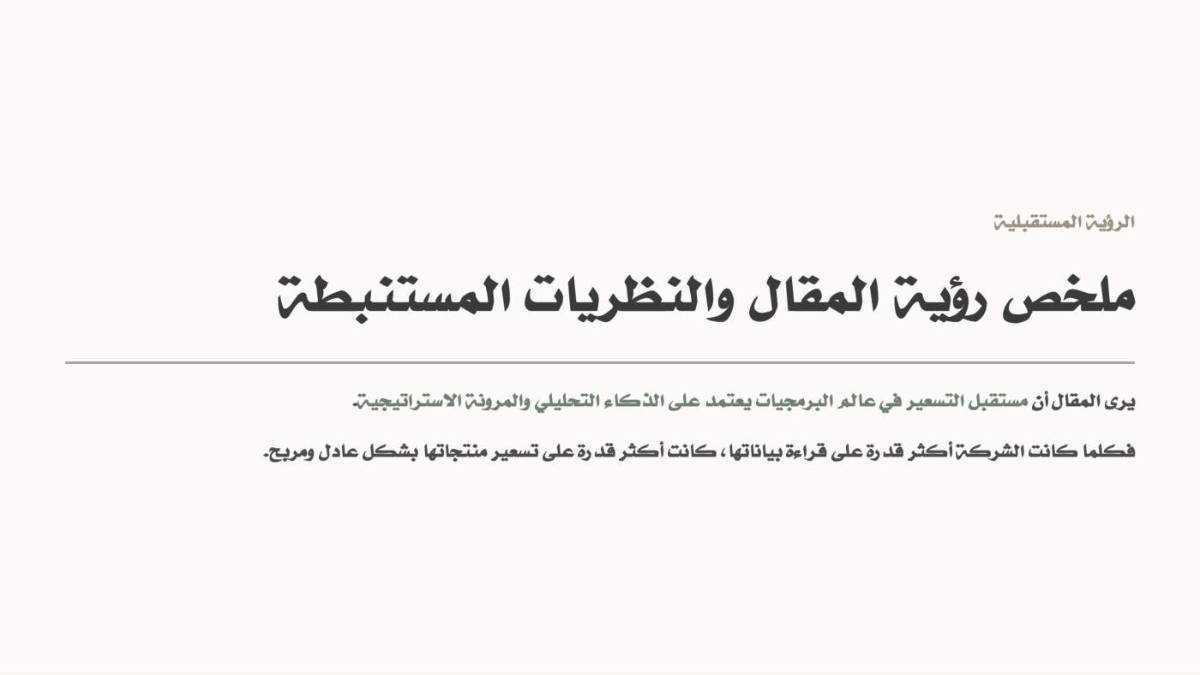 الرؤية المستقبلية
ملخص رؤية المقال والنظريات المستنبطة
يرى المقال أن مستقبل التسعير في عالم البرمجيات يعتمد على الذكاء التحليلي والمرونة الاستراتيجية.
فكلما كانت الشركة أكثر قدرة على قراءة بياناتها، كانت أكثر قدرة على تسعير منتجاتها بشكل عادل ومربح.